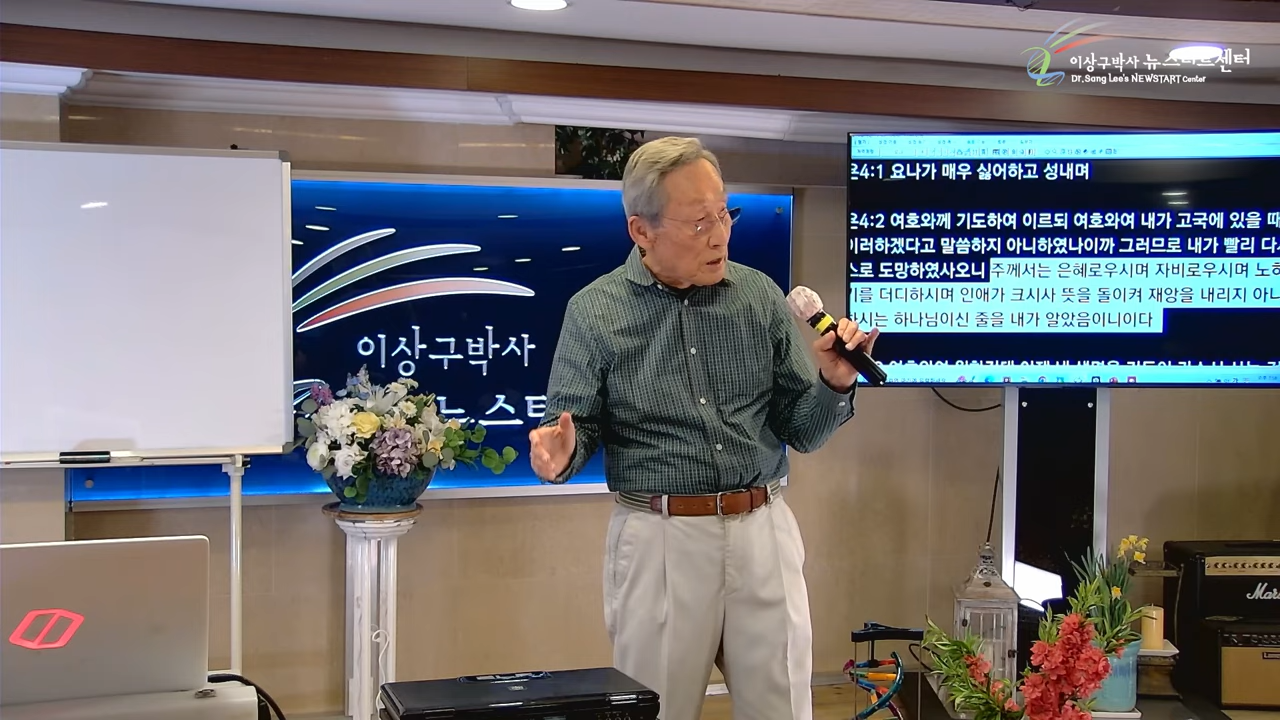 이상구박사 뉴스타트센터
Dr. Sang Lee's NEWSTART Center
4:1 요나가 매우 싫어하고 성내며
4:2 여호와께 기도하여 이르되 여호와여 내가 고국에 있을 때
이러하겠다고 말씀하지 아니하였나이까 그러므로 내가 빨리 다시
스로 도망하였사오니 주께서는 은혜로우시며 자비로우시며 노하
기를 더디하시며 인애가 크시사 뜻을 돌이켜 재앙을 내리지 아니
하시는 하나님이신 줄을 내가 알았음이니이다
이상구박사
뉴스타
Mars